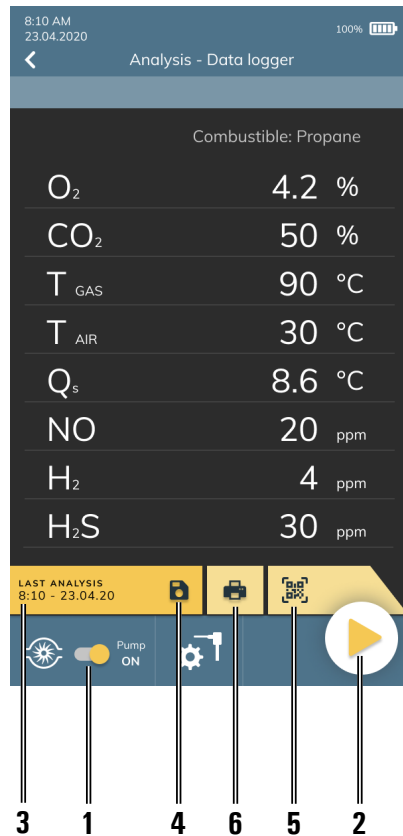 8:10 AM
100%
23.04.2020
Analysis - Data logger
Combustible: Propane
O₂ 4.2 %
CO₂ 50 %
T GAS 90 °C
T AIR 30 °C
Qₛ 8.6 °C
NO 20 ppm
H₂ 4 ppm
H₂S 30 ppm
LAST ANALYSIS
8:10 - 23.04.20
Pump
ON
3 1 4 6 5 2